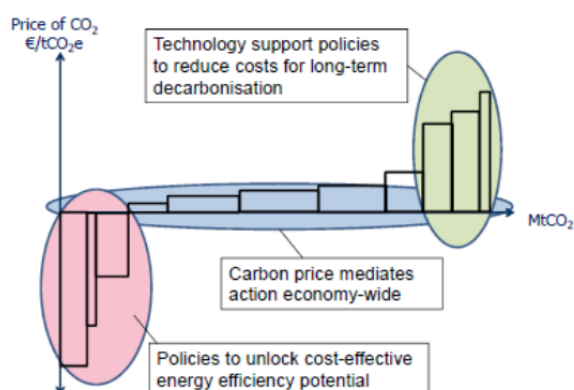 Price of CO₂
€/tCO₂e
Technology support policies
to reduce costs for long-term
decarbonisation
MtCO₂
Carbon price mediates
action economy-wide
Policies to unlock cost-effective
energy efficiency potential